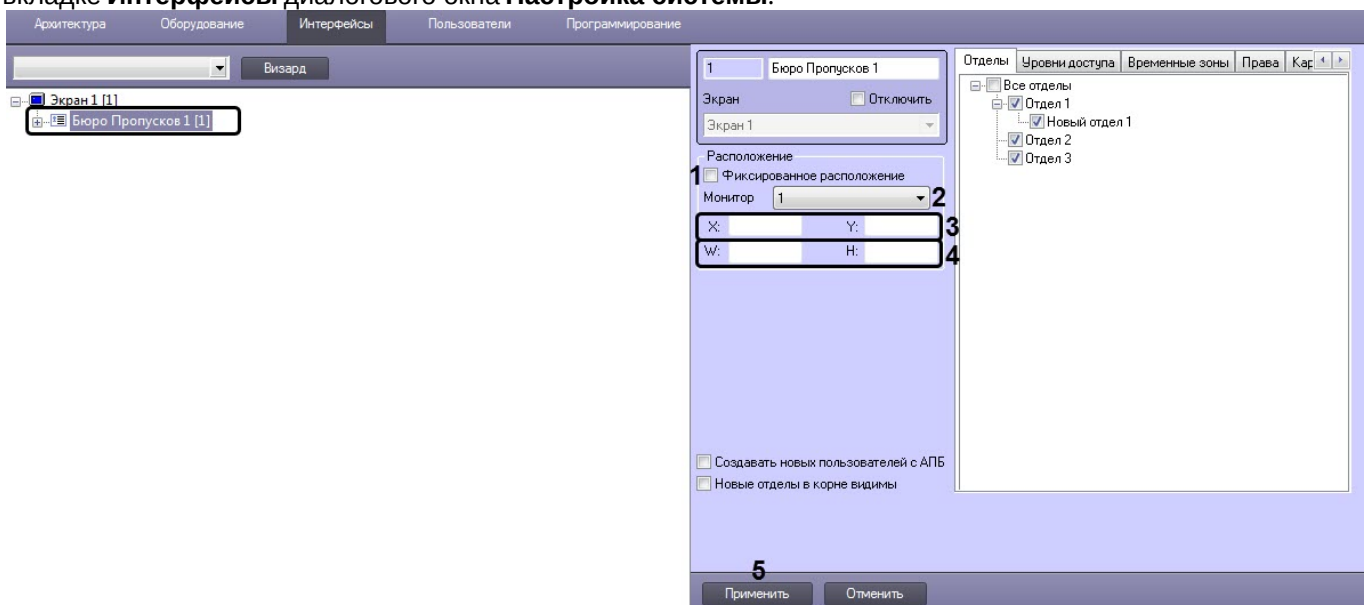 вкладке Интерфейсы диалогового окна Настройка системы.
Архитектура Оборудование Интерфейсы Пользователи Программирование
Визард
Экран 1 [1]
Бюро Пропусков 1 [1]
1 Бюро Пропусков 1
Экран Отключить
Экран 1
Расположение
1 Фиксированное расположение
Монитор 1 2
X: Y: 3
W: H: 4
Создавать новых пользователей с АПБ
Новые отделы в корне видимы
Отделы Уровни доступа Временные зоны Права Кар
Все отделы
Отдел 1
Новый отдел 1
Отдел 2
Отдел 3
5
Применить Отменить